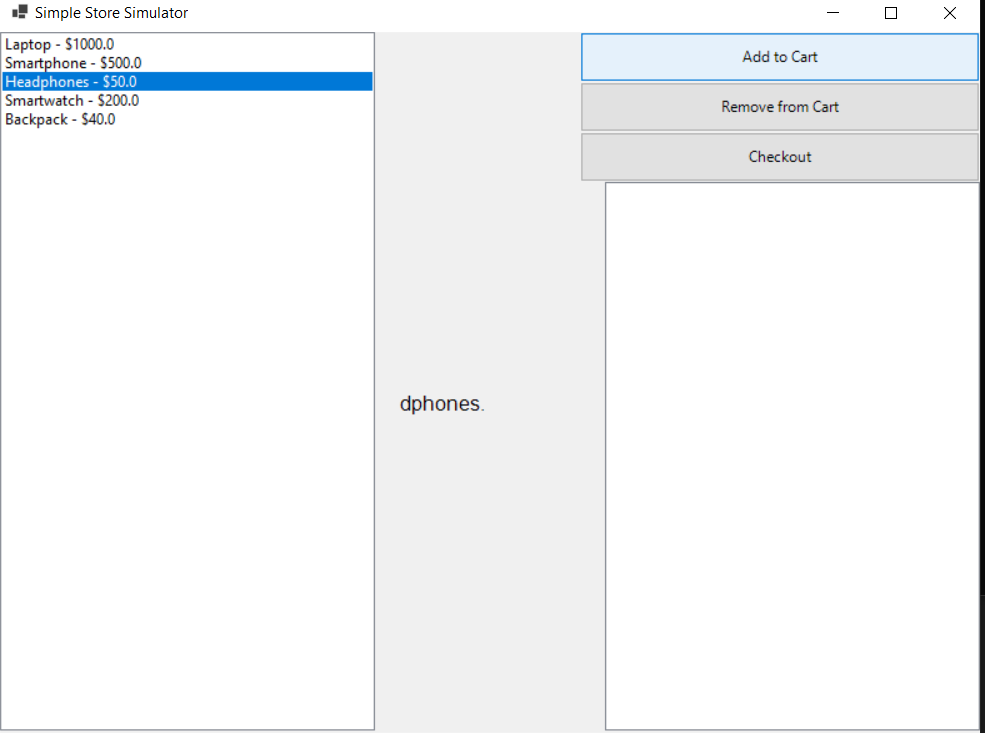 Simple Store Simulator
Laptop - $1000.0
Smartphone - $500.0
Headphones - $50.0
Smartwatch - $200.0
Backpack - $40.0
Add to Cart
Remove from Cart
Checkout
dphones.